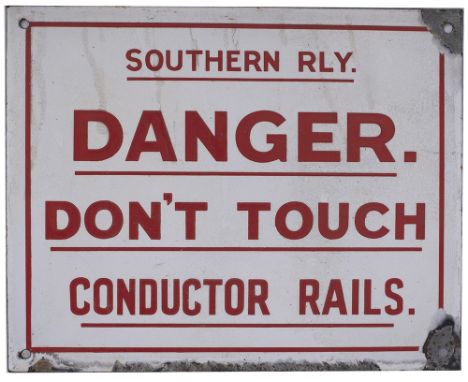 SOUTHERN RLY.
DANGER.
DON'T TOUCH
CONDUCTOR RAILS.